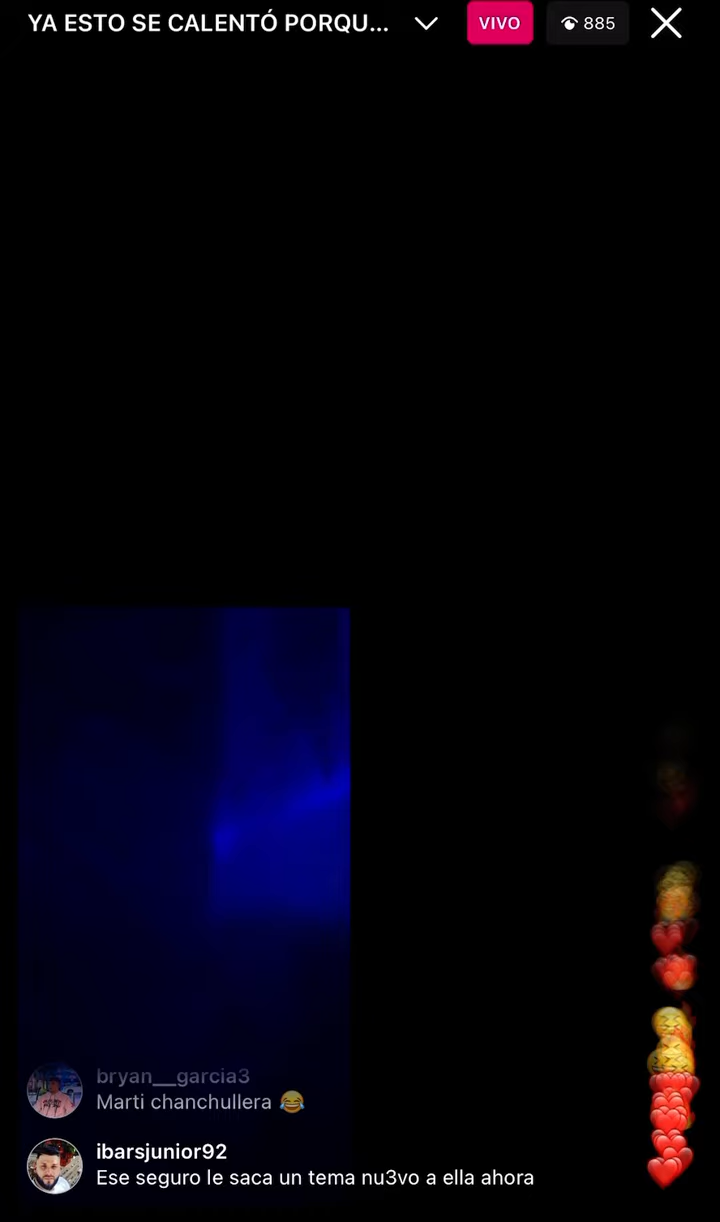 YA ESTO SE CALENTÓ PORQU...
VIVO
885
bryan__garcia3
Marti chanchullera 😂
ibarsjunior92
Ese seguro le saca un tema nu3vo a ella ahora